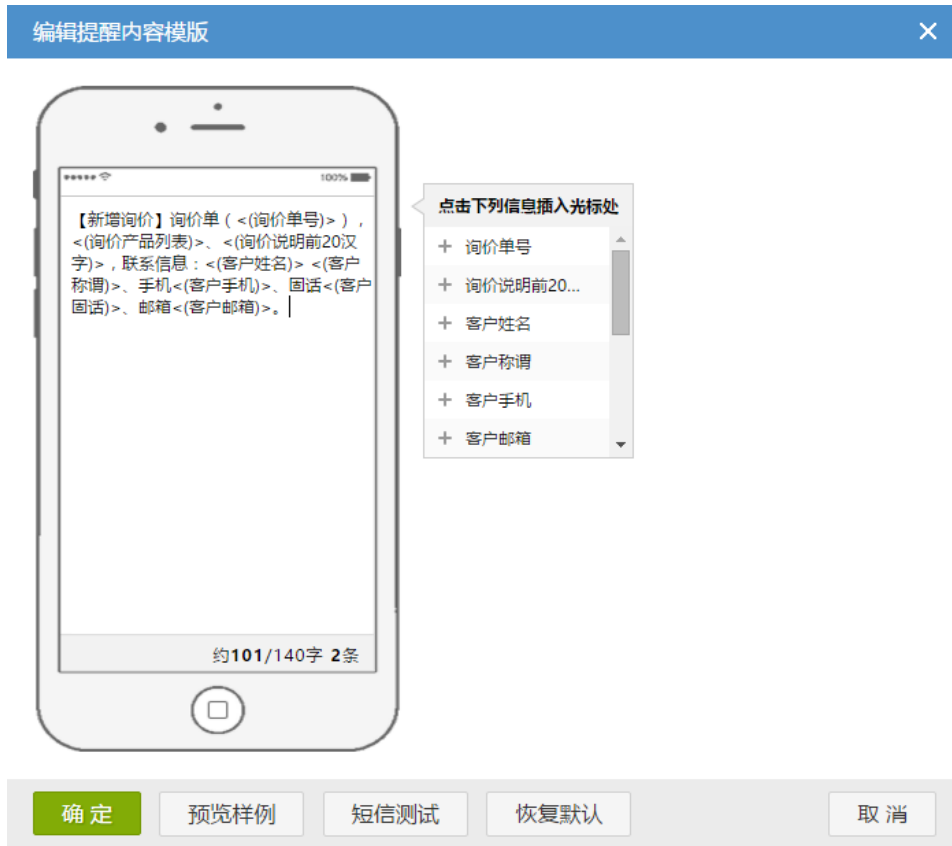 编辑提醒内容模版
100%
【新增询价】询价单（<(询价单号)>），
<(询价产品列表)>、<(询价说明前20汉
字)>，联系信息：<(客户姓名)> <(客户
称谓)>、手机<(客户手机)>、固话<(客户
固话)>、邮箱<(客户邮箱)>。
约101/140字 2条
点击下列信息插入光标处
+ 询价单号
+ 询价说明前20...
+ 客户姓名
+ 客户称谓
+ 客户手机
+ 客户邮箱
确 定
预览样例
短信测试
恢复默认
取 消